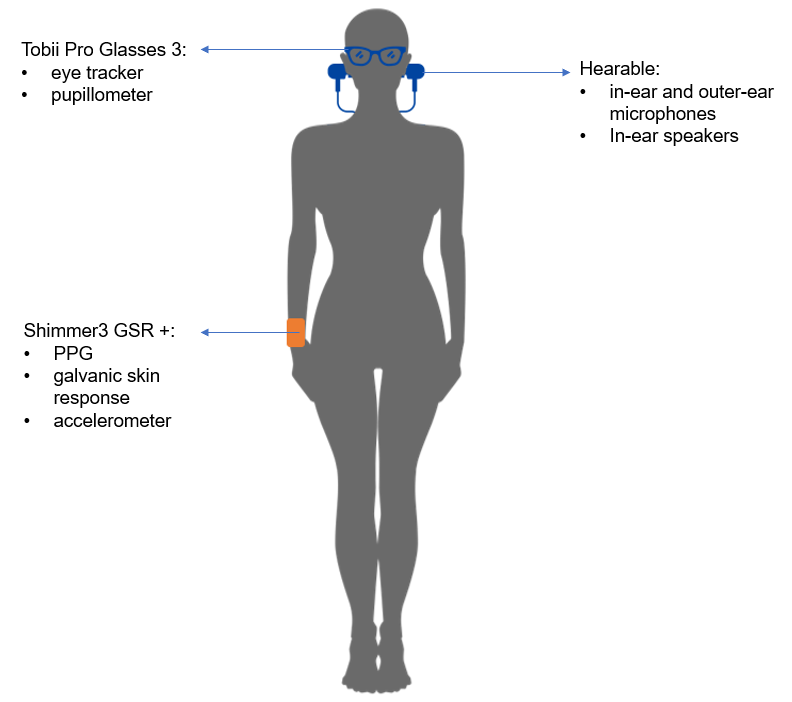 Tobii Pro Glasses 3:
• eye tracker
• pupillometer
Hearable:
• in-ear and outer-ear
microphones
• In-ear speakers
Shimmer3 GSR +:
• PPG
• galvanic skin
response
• accelerometer